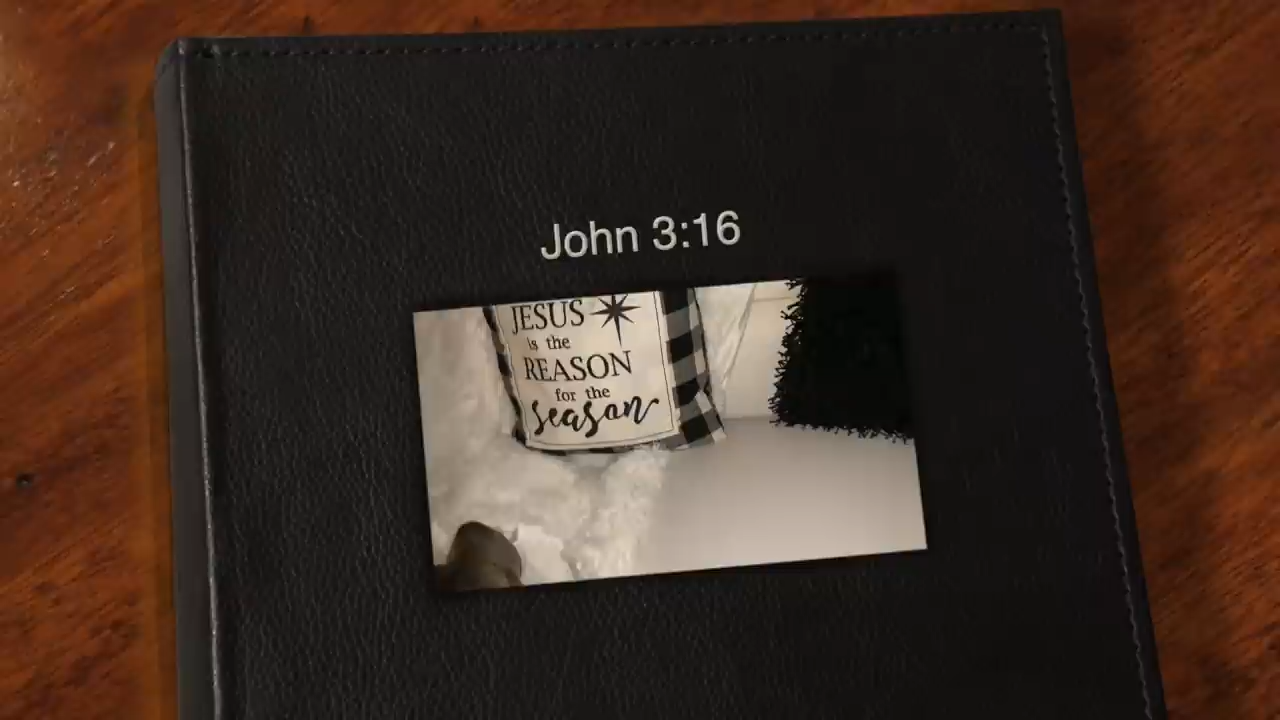 John 3:16
JESUS
is the
REASON
for the
season